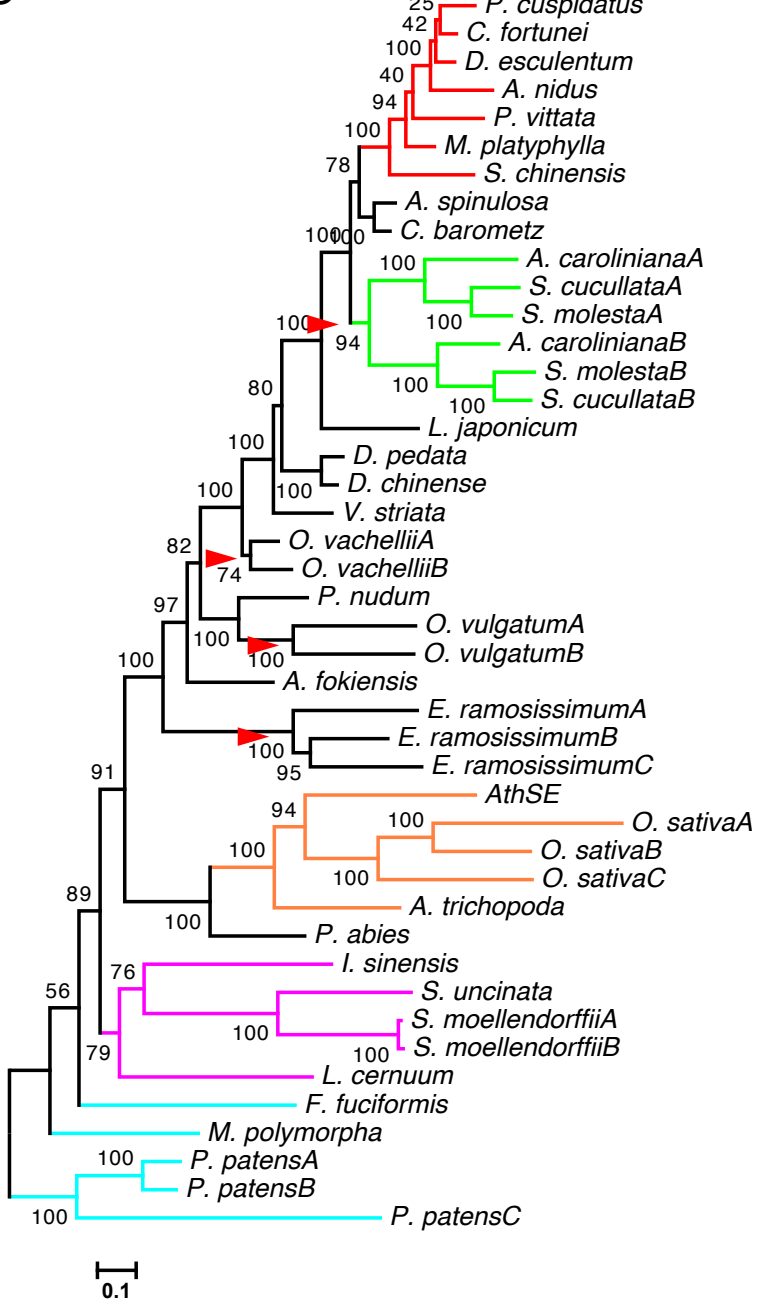 25
P. cuspidatus
42
C. fortunei
100
D. esculentum
40
A. nidus
94
P. vittata
100
M. platyphylla
78
S. chinensis
A. spinulosa
100
100
C. barometz
100
A. carolinianaA
S. cucullataA
100
S. molestaA
100
94
A. carolinianaB
100
S. molestaB
80
100
S. cucullataB
L. japonicum
100
D. pedata
100
100
D. chinense
V. striata
82
O. vachelliiA
74
O. vachelliiB
97
P. nudum
100
O. vulgatumA
100
100
O. vulgatumB
A. fokiensis
E. ramosissimumA
100
E. ramosissimumB
91
95
E. ramosissimumC
AthSE
94
100
O. sativaA
100
O. sativaB
100
O. sativaC
89
A. trichopoda
100
P. abies
76
I. sinensis
56
S. uncinata
100
S. moellendorffiiA
79
100
S. moellendorffiiB
L. cernuum
F. fuciformis
M. polymorpha
100
P. patensA
P. patensB
100
P. patensC
0.1